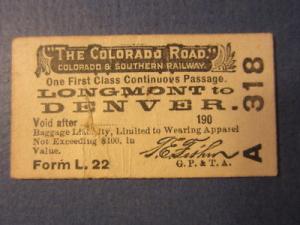 "THE COLORADO ROAD,"
COLORADO & SOUTHERN RAILWAY.
One First Class Continuous Passage.
LONGMONT to
DENVER.
Void after 190
Baggage Liability, Limited to Wearing Apparel
Not Exceeding $100. in
Value.
Form L. 22
G. P. & T. A.
A 318